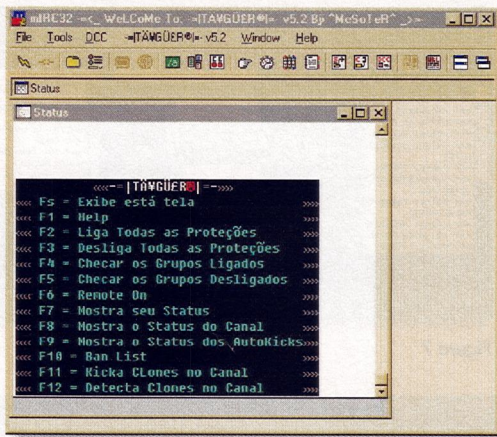 mIRC32 -=<_ WeLCoMe To: -=|TÄ¥GÜER®|=- v5.2 By ^MeSoTeR^ _>=-
File Tools DCC -=|TÄ¥GÜER®|=- v5.2 Window Help
Status
Status
««-=|TÄ¥GÜER®|=-»»
«« Fs = Exibe está tela »»
«« F1 = Help »»
«« F2 = Liga Todas as Proteções »»
«« F3 = Desliga Todas as Proteções »»
«« F4 = Checar os Grupos Ligados »»
«« F5 = Checar os Grupos Desligados »»
«« F6 = Remote On »»
«« F7 = Mostra seu Status »»
«« F8 = Mostra o Status do Canal »»
«« F9 = Mostra o Status dos AutoKicks»»
«« F10 = Ban List »»
«« F11 = Kicka CLones no Canal »»
«« F12 = Detecta Clones no Canal »»